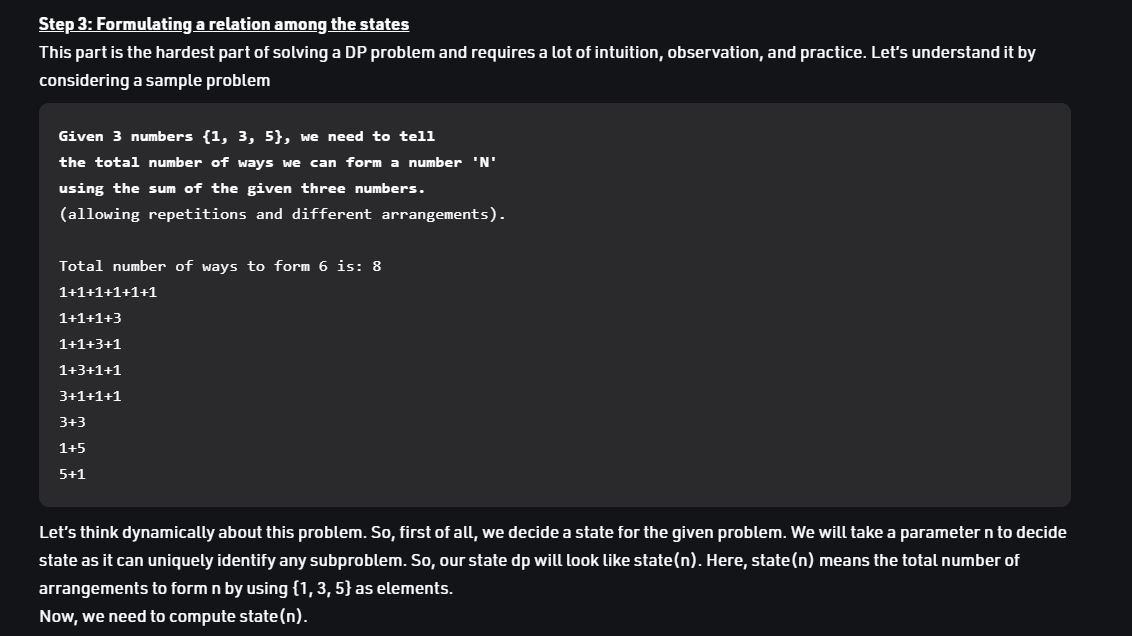 Step 3: Formulating a relation among the states
This part is the hardest part of solving a DP problem and requires a lot of intuition, observation, and practice. Let’s understand it by
considering a sample problem
Given 3 numbers {1, 3, 5}, we need to tell
the total number of ways we can form a number 'N'
using the sum of the given three numbers.
(allowing repetitions and different arrangements).
Total number of ways to form 6 is: 8
1+1+1+1+1+1
1+1+1+3
1+1+3+1
1+3+1+1
3+1+1+1
3+3
1+5
5+1
Let’s think dynamically about this problem. So, first of all, we decide a state for the given problem. We will take a parameter n to decide
state as it can uniquely identify any subproblem. So, our state dp will look like state(n). Here, state(n) means the total number of
arrangements to form n by using {1, 3, 5} as elements.
Now, we need to compute state(n).